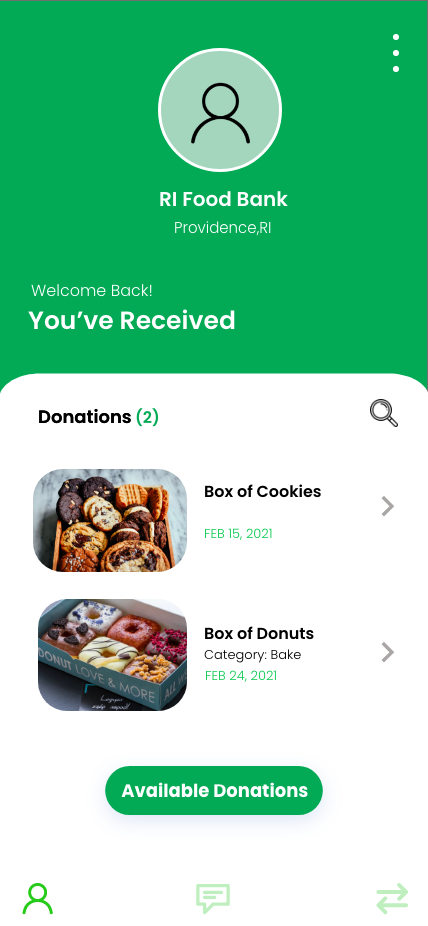 RI Food Bank
Providence,RI
Welcome Back!
You've Received
Donations (2)
Box of Cookies
FEB 15, 2021
DONUT LOVE & MORE
ALL
Box of Donuts
Category: Bake
FEB 24, 2021
Available Donations